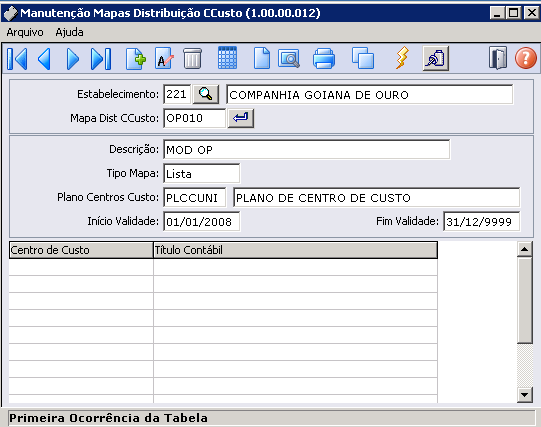 Manutenção Mapas Distribuição CCusto (1.00.00.012)
Arquivo Ajuda
Estabelecimento: 221 COMPANHIA GOIANA DE OURO
Mapa Dist CCusto: OP010
Descrição: MOD OP
Tipo Mapa: Lista
Plano Centros Custo: PLCCUNI PLANO DE CENTRO DE CUSTO
Início Validade: 01/01/2008 Fim Validade: 31/12/9999
Centro de Custo Título Contábil
Primeira Ocorrência da Tabela